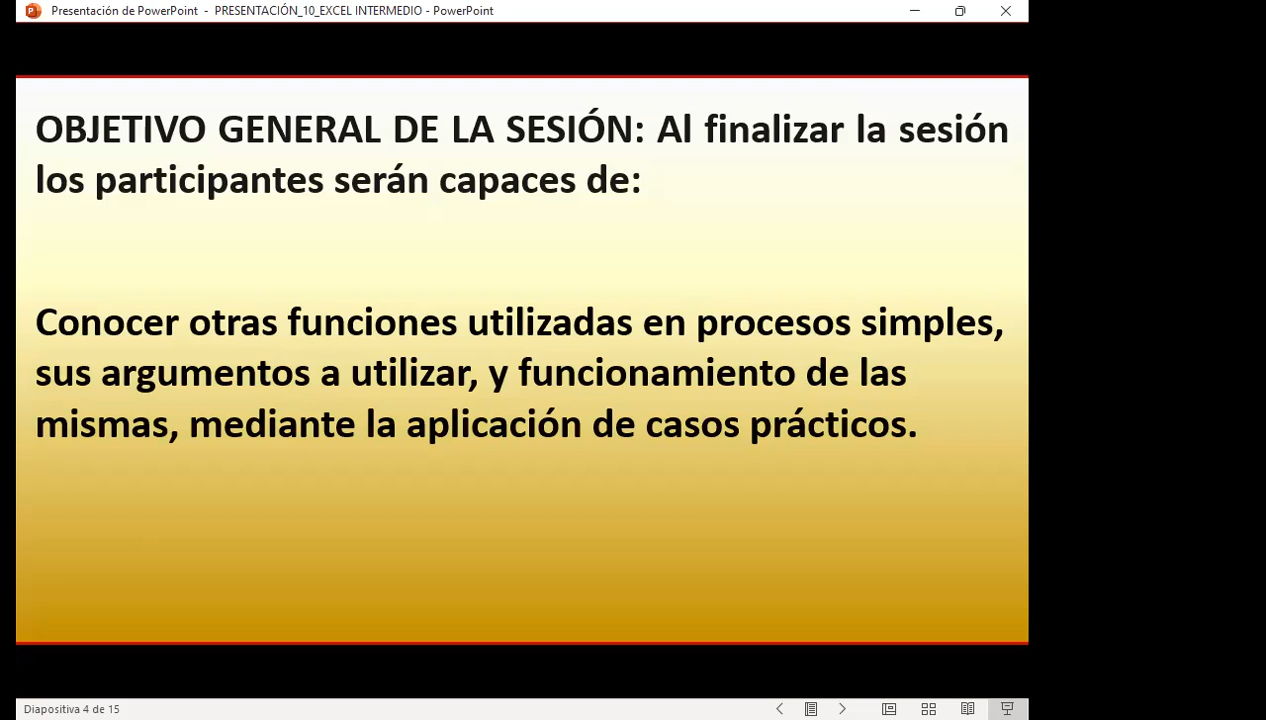 Presentación de PowerPoint - PRESENTACIÓN_10_EXCEL INTERMEDIO - PowerPoint
OBJETIVO GENERAL DE LA SESIÓN: Al finalizar la sesión
los participantes serán capaces de:
Conocer otras funciones utilizadas en procesos simples,
sus argumentos a utilizar, y funcionamiento de las
mismas, mediante la aplicación de casos prácticos.
Diapositiva 4 de 15